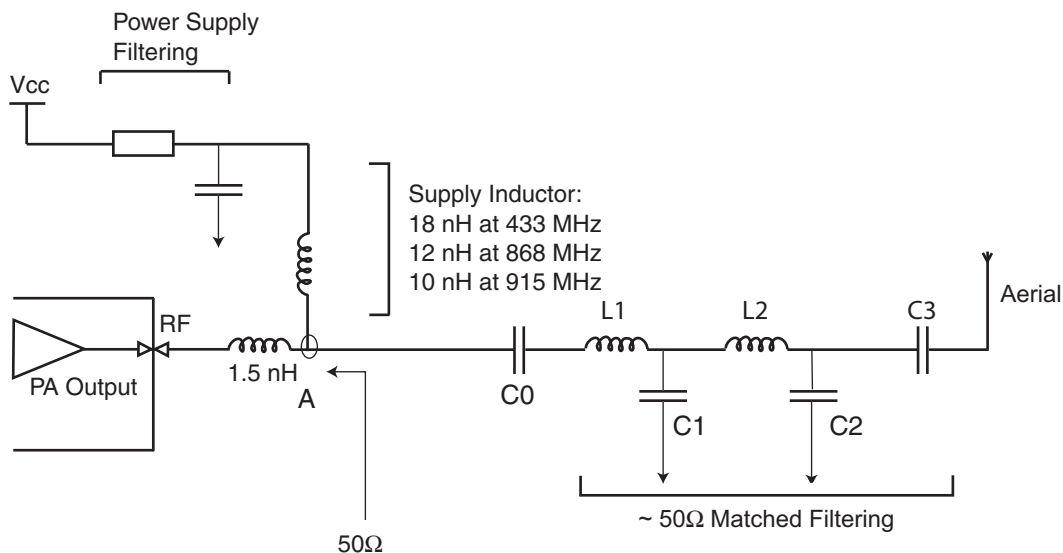 Power Supply
Filtering
Vcc
Supply Inductor:
18 nH at 433 MHz
12 nH at 868 MHz
10 nH at 915 MHz
Aerial
RF
L1
L2
C3
PA Output
1.5 nH
A
C0
C1
C2
~ 50Ω Matched Filtering
50Ω